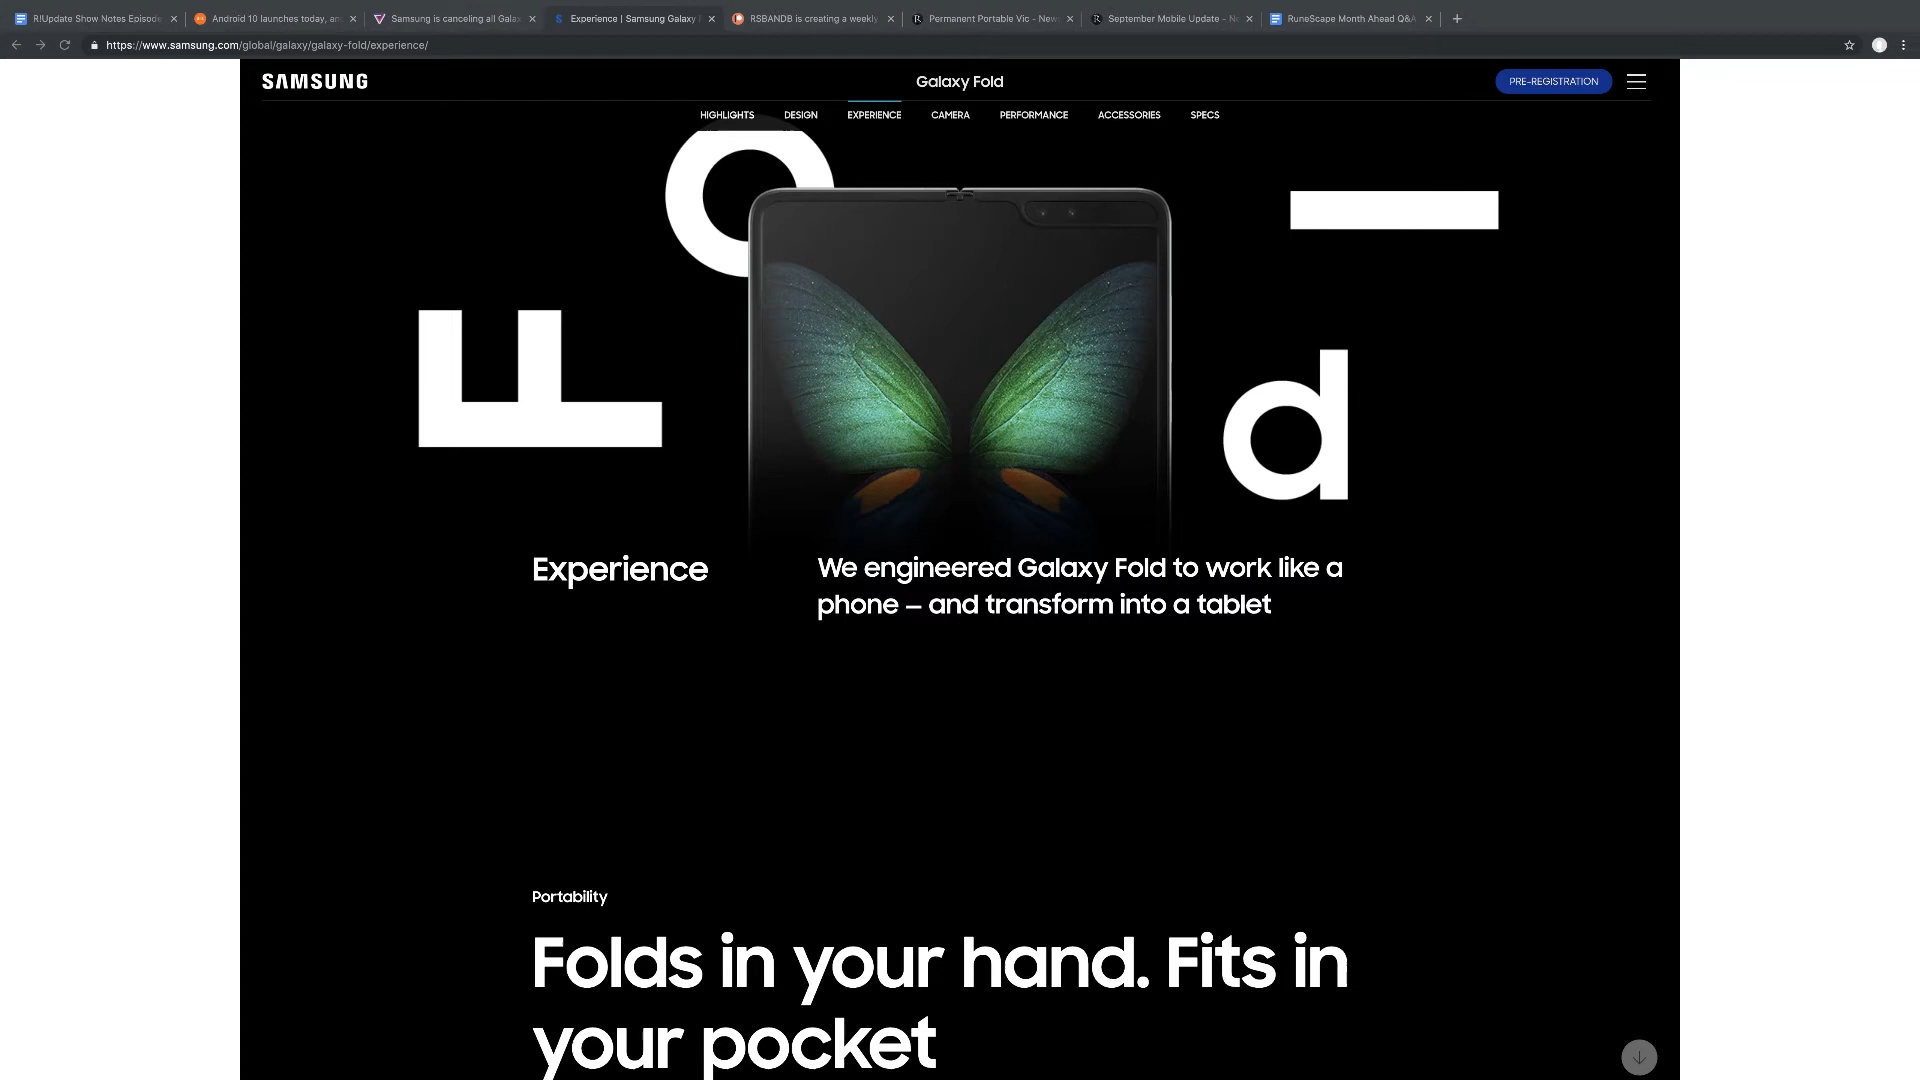 R!Update Show Notes Episode
Android 10 launches today, an
Samsung is canceling all Gala
Experience | Samsung Galaxy
RSBANDB is creating a weekly
Permanent Portable Vic - New
September Mobile Update - N
RuneScape Month Ahead Q&A
https://www.samsung.com/global/galaxy/galaxy-fold/experience/
SAMSUNG
Galaxy Fold
PRE-REGISTRATION
HIGHLIGHTS
DESIGN
EXPERIENCE
CAMERA
PERFORMANCE
ACCESSORIES
SPECS
F
O
l
d
Experience
We engineered Galaxy Fold to work like a
phone – and transform into a tablet
Portability
Folds in your hand. Fits in
your pocket